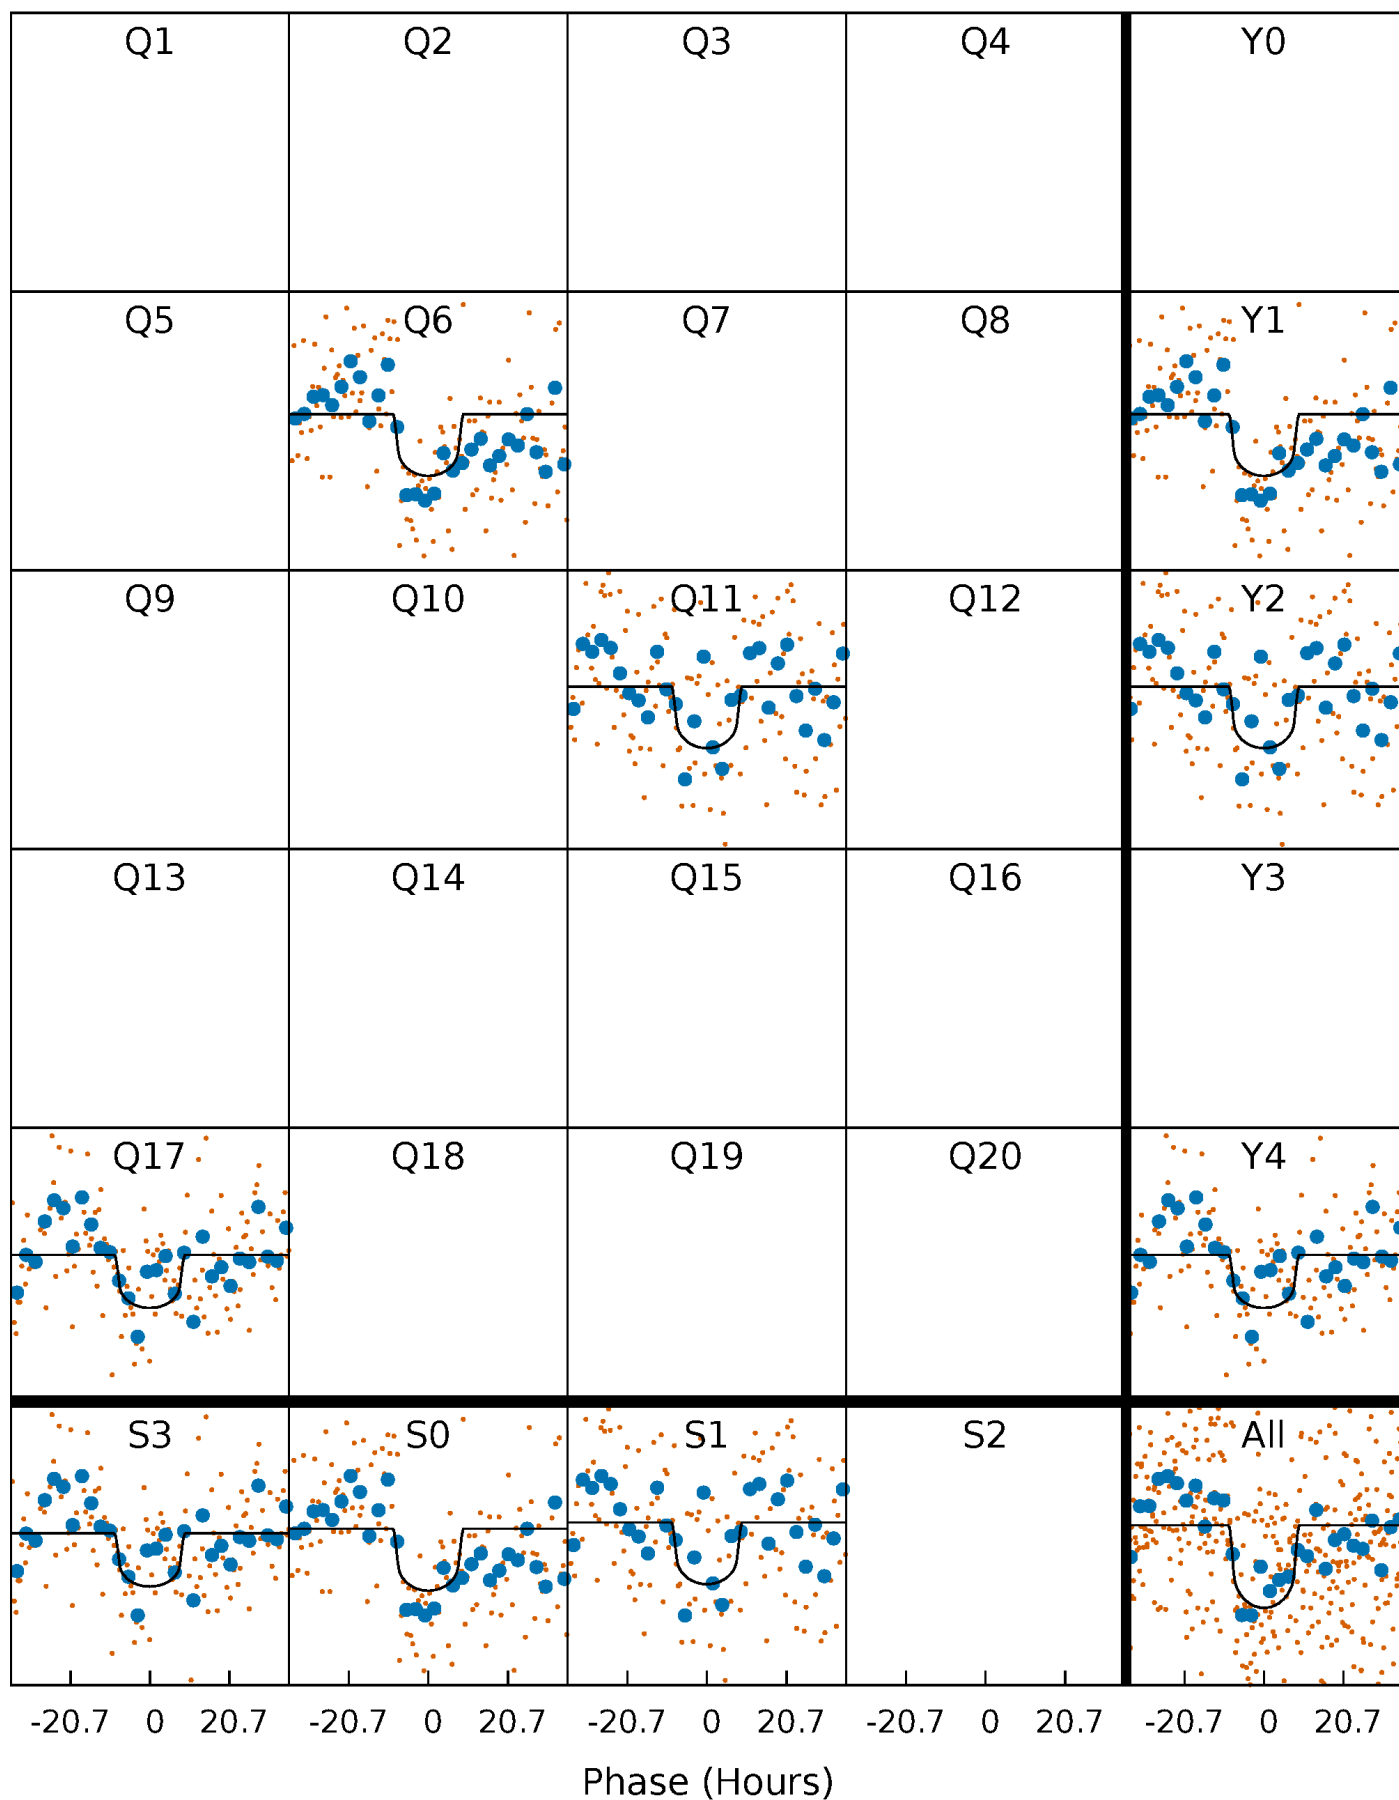 Q1 Q2 Q3 Q4 Y0
Q5 Q6 Q7 Q8 Y1
Q9 Q10 Q11 Q12 Y2
Q13 Q14 Q15 Q16 Y3
Q17 Q18 Q19 Q20 Y4
S3 S0 S1 S2 All
-20.7 0 20.7 -20.7 0 20.7 -20.7 0 20.7 -20.7 0 20.7 -20.7 0 20.7
Phase (Hours)